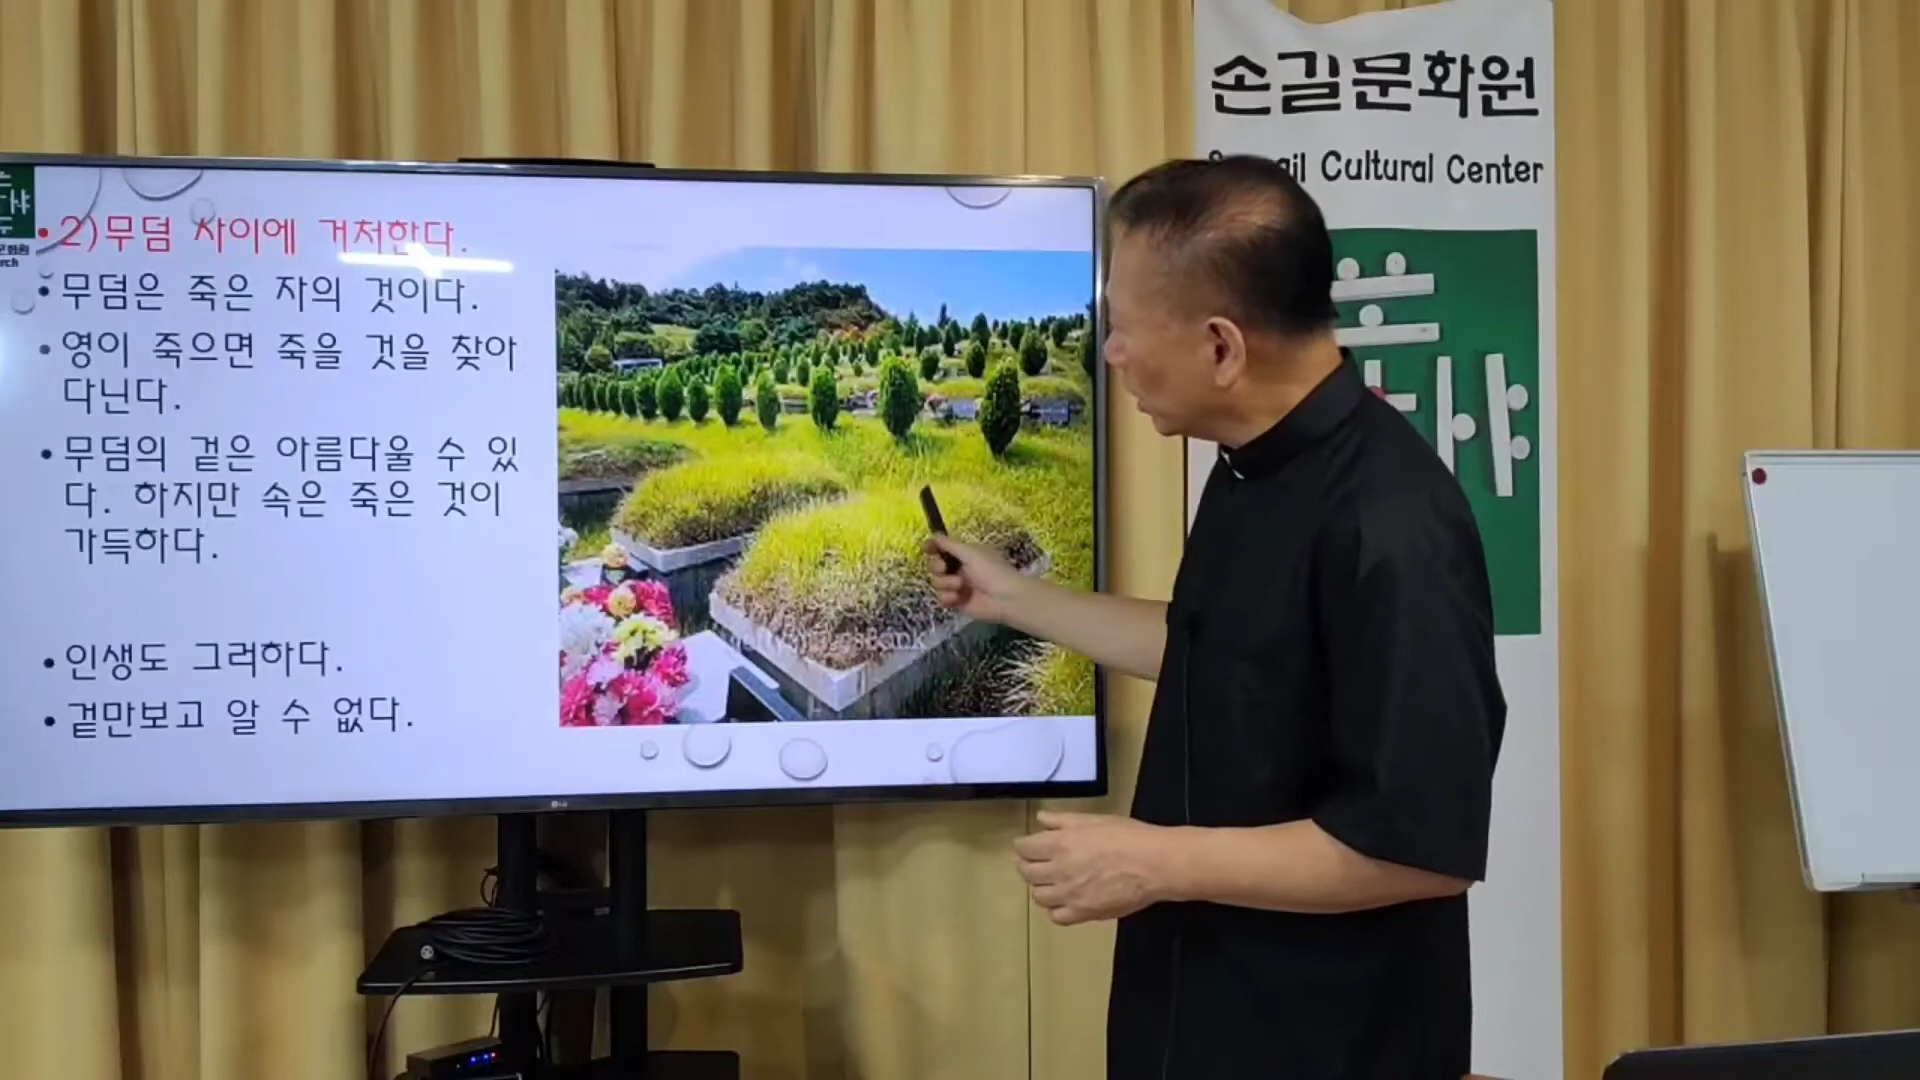 손길문화원
Cultural Center
2)무덤 사이에 거처한다.
무덤은 죽은 자의 것이다.
영이 죽으면 죽을 것을 찾아
다닌다.
무덤의 겉은 아름다울 수 있
다. 하지만 속은 죽은 것이
가득하다.
인생도 그러하다.
겉만보고 알 수 없다.
LG